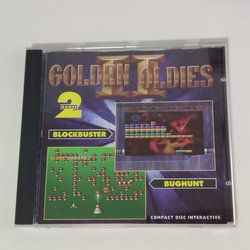 GOLDEN OLDIES
II
2
GAMES
BLOCKBUSTER
BUGHUNT
COMPACT DISC INTERACTIVE